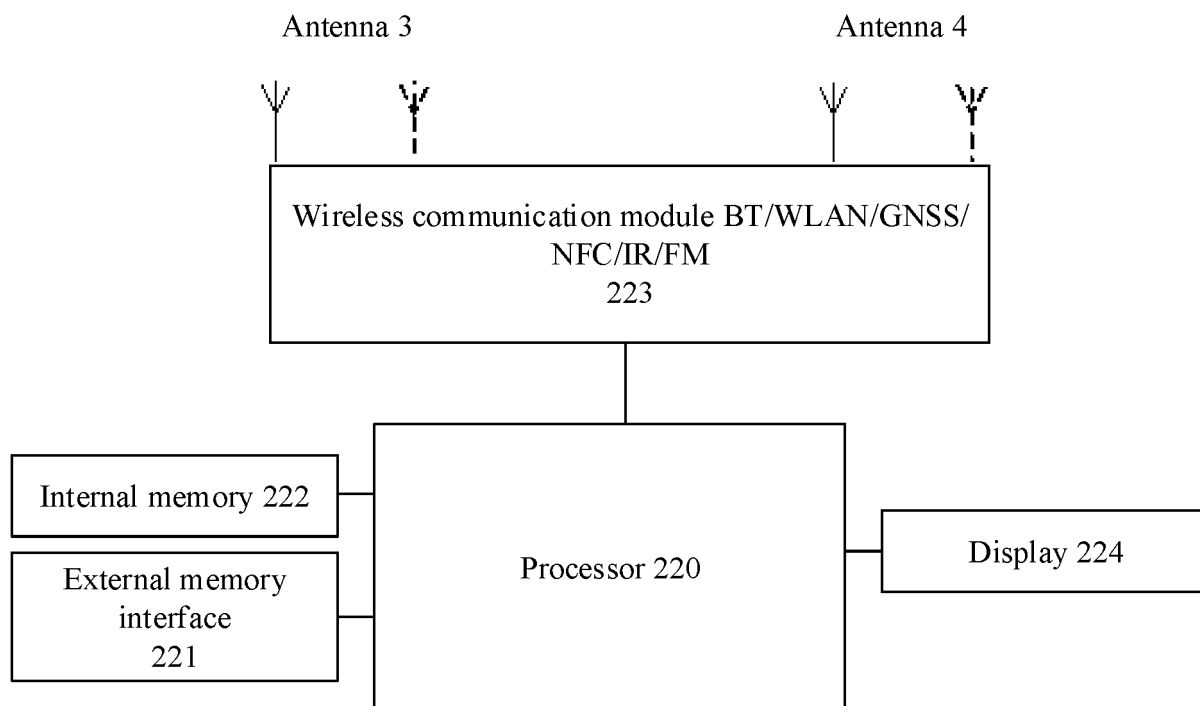 Antenna 3
Antenna 4
Wireless communication module BT/WLAN/GNSS/
NFC/IR/FM
223
Internal memory 222
External memory
interface
221
Processor 220
Display 224